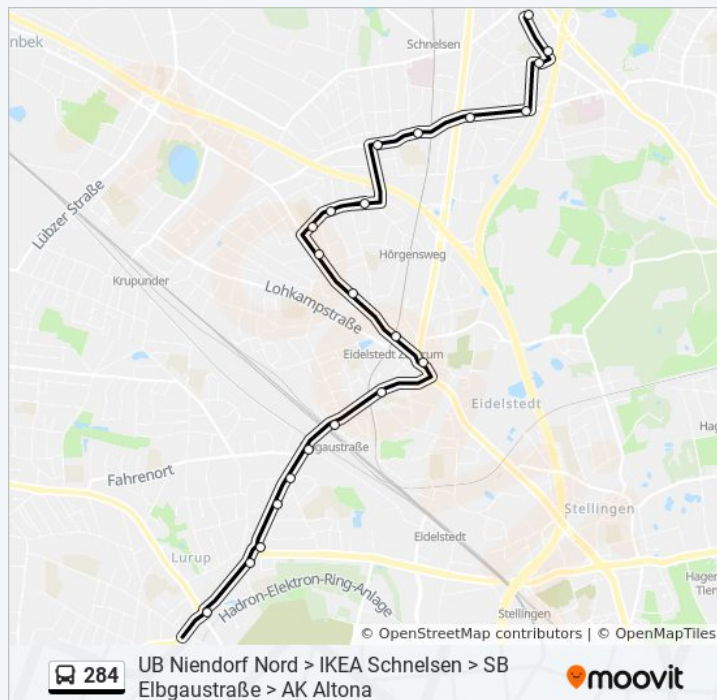 Schnelsen
nbek
Lübzer Straße
Hörgensweg
Krupunder
Lohkampstraße
Eidelstedt Zentrum
Eidelstedt
Ha
gaustraße
Fahrenort
Stellingen
Eidelstedt
Lurup
Hadron-Elektron-Ring-Anlage
Hagen
Tier
Stellingen
© OpenStreetMap contributors | © OpenMapTiles
284
UB Niendorf Nord > IKEA Schnelsen > SB
Elbgaustraße > AK Altona
moovit